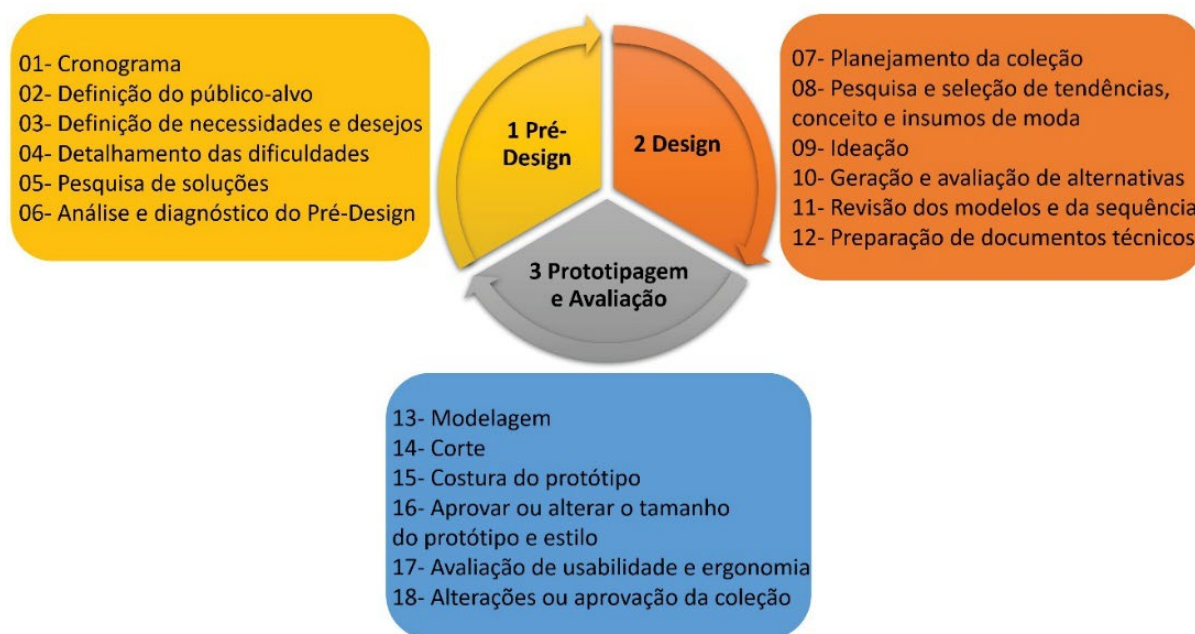 01- Cronograma
02- Definição do público-alvo
03- Definição de necessidades e desejos
04- Detalhamento das dificuldades
05- Pesquisa de soluções
06- Análise e diagnóstico do Pré-Design
1 Pré-
Design
2 Design
3 Prototipagem
e Avaliação
07- Planejamento da coleção
08- Pesquisa e seleção de tendências,
conceito e insumos de moda
09- Ideação
10- Geração e avaliação de alternativas
11- Revisão dos modelos e da sequência
12- Preparação de documentos técnicos
13- Modelagem
14- Corte
15- Costura do protótipo
16- Aprovar ou alterar o tamanho
do protótipo e estilo
17- Avaliação de usabilidade e ergonomia
18- Alterações ou aprovação da coleção